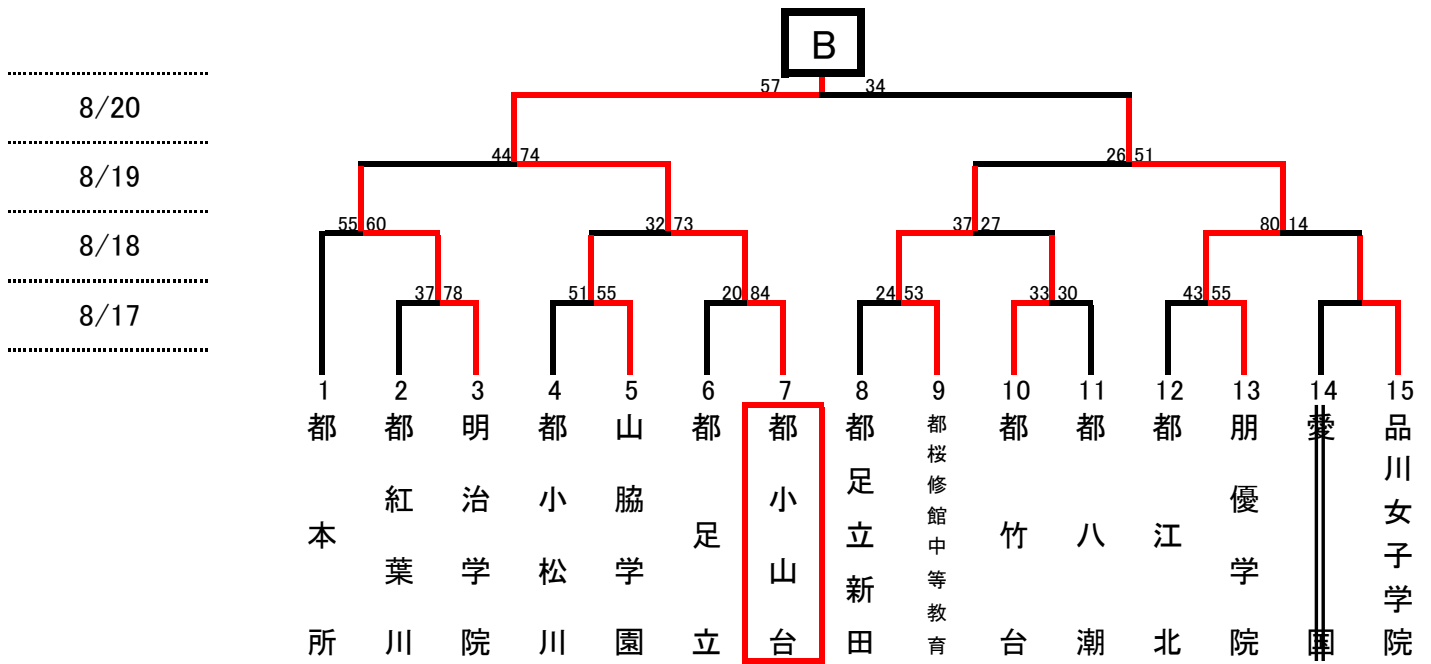 B
57 34
8/20
44 74
26 51
8/19
55 60
32 73
37 27
80 14
8/18
37 78
51 55
20 84
24 53
33 30
43 55
8/17
1 2 3 4 5 6 7 8 9 10 11 12 13 14 15
都本所
都紅葉川
明治学院
都小松川
山脇学園
都足立
都小山台
都足立新田
都桜修館中等教育
都竹台
都八潮
都江北
朋優学院
愛国
品川女子学院